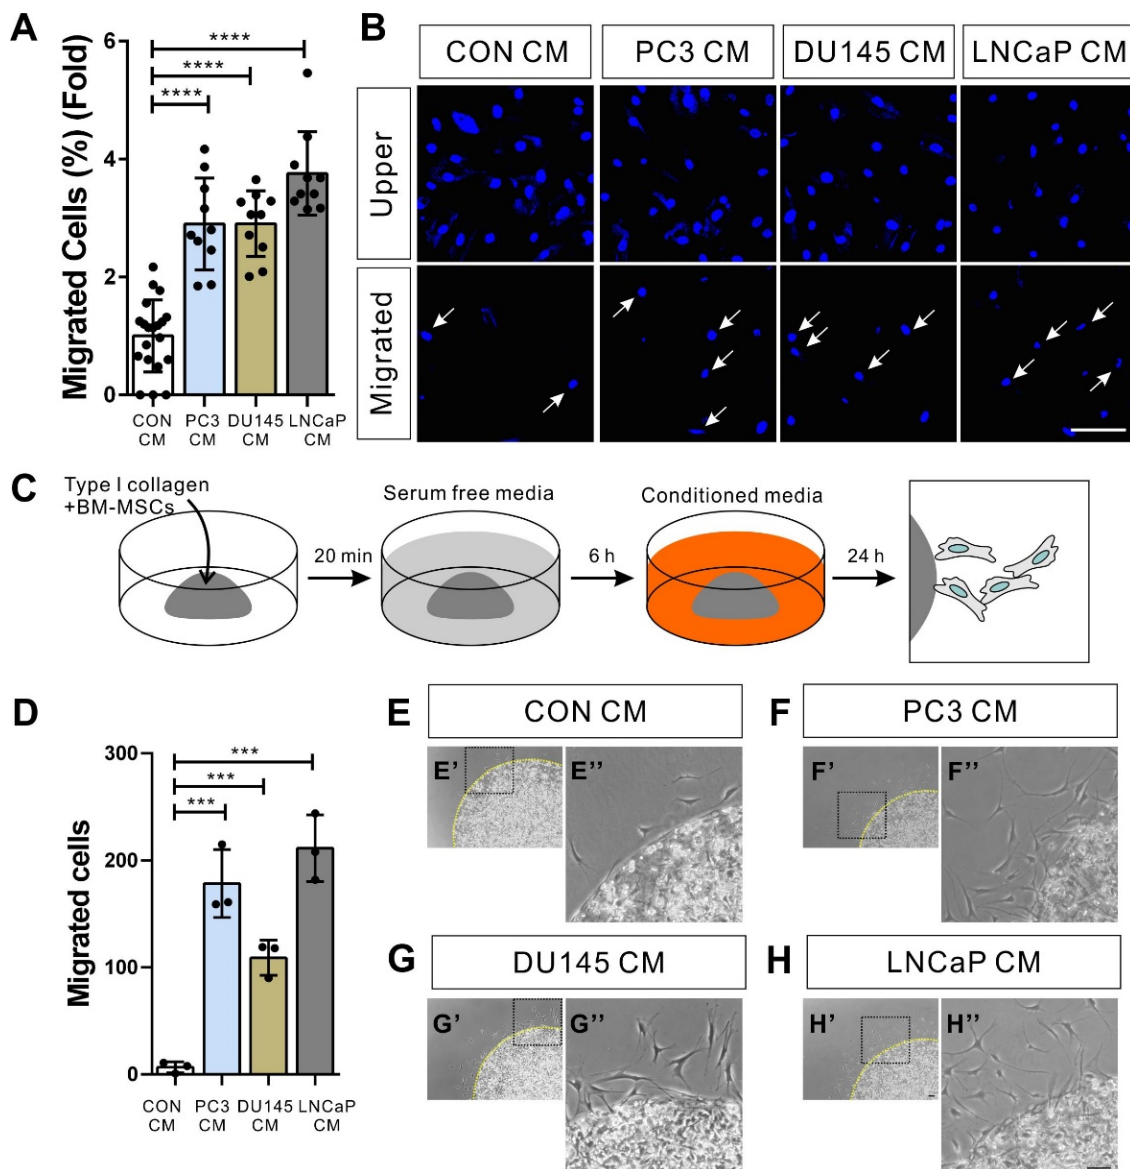 A
Migrated Cells (%) (Fold)
6
4
2
0
****
****
****
CON
CM
PC3
CM
DU145
CM
LNCaP
CM
B
CON CM
PC3 CM
DU145 CM
LNCaP CM
Upper
Migrated
C
Type I collagen
+BM-MSCs
20 min
Serum free media
6 h
Conditioned media
24 h
D
Migrated cells
300
200
100
0
***
***
***
CON
CM
PC3
CM
DU145
CM
LNCaP
CM
E
CON CM
E'
E''
F
PC3 CM
F'
F''
G
DU145 CM
G'
G''
H
LNCaP CM
H'
H''